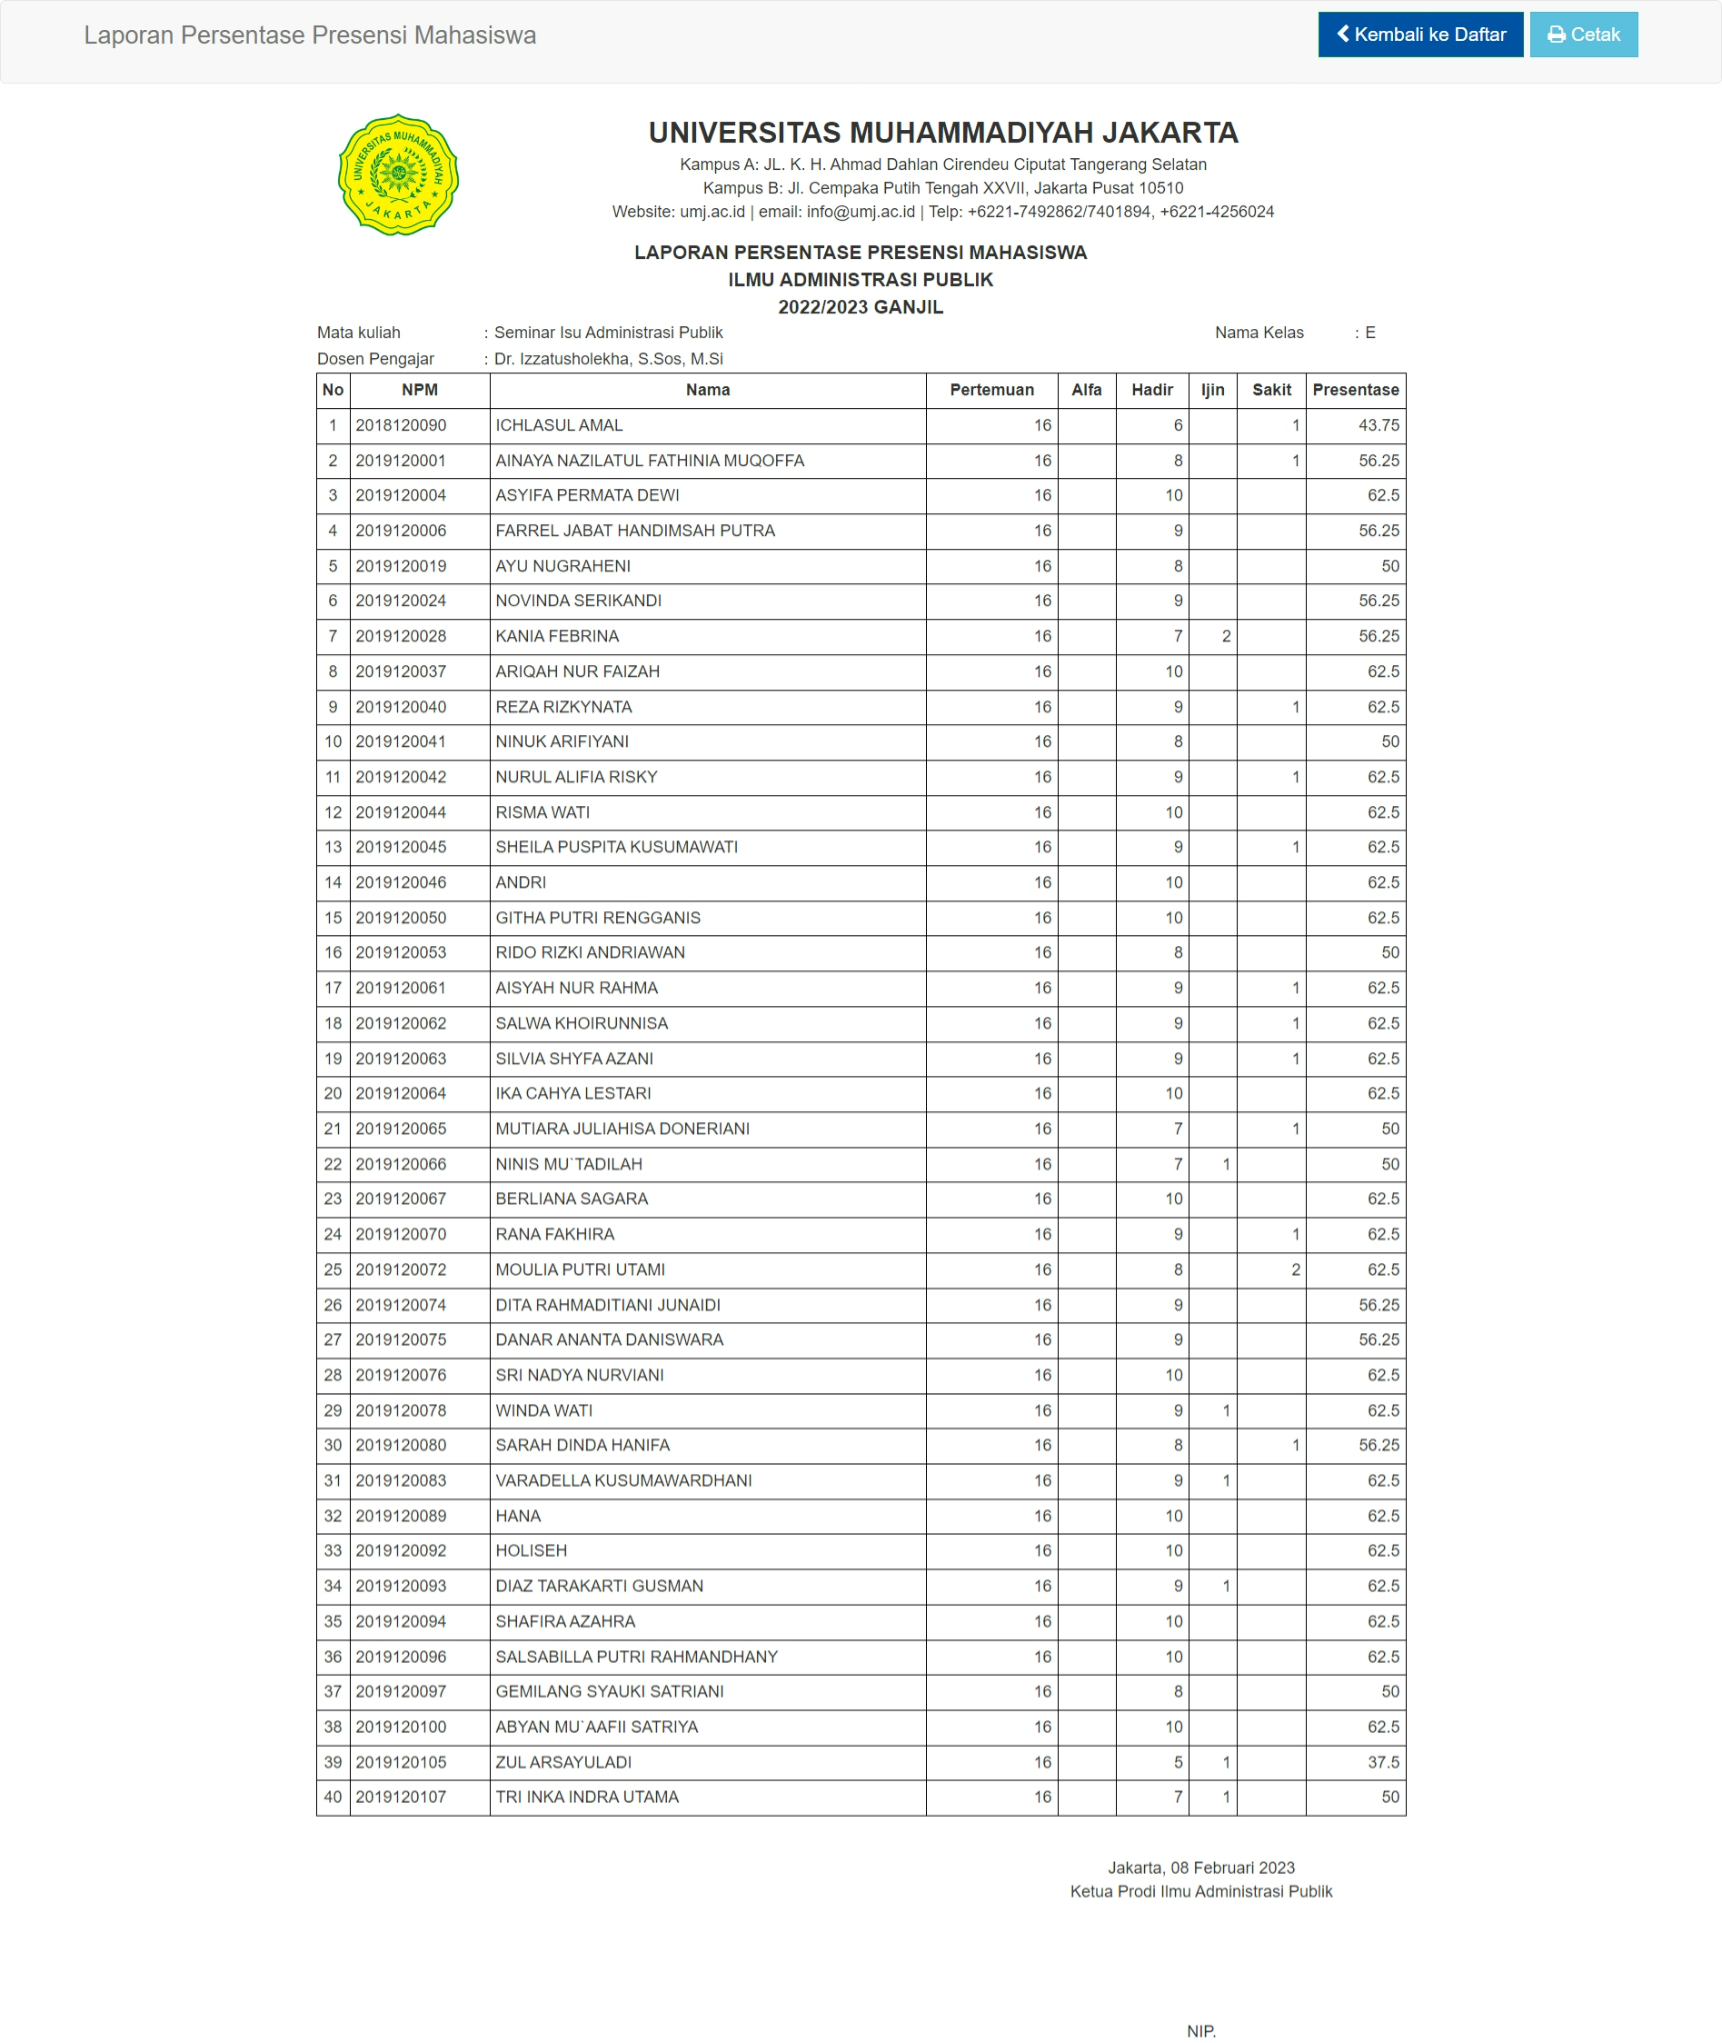 Laporan Persentase Presensi Mahasiswa
Kembali ke Daftar
Cetak
UNIVERSITAS MUHAMMADIYAH
JAKARTA
UNIVERSITAS MUHAMMADIYAH JAKARTA
Kampus A: JL. K. H. Ahmad Dahlan Cirendeu Ciputat Tangerang Selatan
Kampus B: Jl. Cempaka Putih Tengah XXVII, Jakarta Pusat 10510
Website: umj.ac.id | email: info@umj.ac.id | Telp: +6221-7492862/7401894, +6221-4256024
LAPORAN PERSENTASE PRESENSI MAHASISWA
ILMU ADMINISTRASI PUBLIK
2022/2023 GANJIL
Mata kuliah : Seminar Isu Administrasi Publik Nama Kelas : E
Dosen Pengajar : Dr. Izzatusholekha, S.Sos, M.Si
No NPM Nama Pertemuan Alfa Hadir Ijin Sakit Presentase
1 2018120090 ICHLASUL AMAL 16 6 1 43.75
2 2019120001 AINAYA NAZILATUL FATHINIA MUQOFFA 16 8 1 56.25
3 2019120004 ASYIFA PERMATA DEWI 16 10 62.5
4 2019120006 FARREL JABAT HANDIMSAH PUTRA 16 9 56.25
5 2019120019 AYU NUGRAHENI 16 8 50
6 2019120024 NOVINDA SERIKANDI 16 9 56.25
7 2019120028 KANIA FEBRINA 16 7 2 56.25
8 2019120037 ARIQAH NUR FAIZAH 16 10 62.5
9 2019120040 REZA RIZKYNATA 16 9 1 62.5
10 2019120041 NINUK ARIFIYANI 16 8 50
11 2019120042 NURUL ALIFIA RISKY 16 9 1 62.5
12 2019120044 RISMA WATI 16 10 62.5
13 2019120045 SHEILA PUSPITA KUSUMAWATI 16 9 1 62.5
14 2019120046 ANDRI 16 10 62.5
15 2019120050 GITHA PUTRI RENGGANIS 16 10 62.5
16 2019120053 RIDO RIZKI ANDRIAWAN 16 8 50
17 2019120061 AISYAH NUR RAHMA 16 9 1 62.5
18 2019120062 SALWA KHOIRUNNISA 16 9 1 62.5
19 2019120063 SILVIA SHYFA AZANI 16 9 1 62.5
20 2019120064 IKA CAHYA LESTARI 16 10 62.5
21 2019120065 MUTIARA JULIAHISA DONERIANI 16 7 1 50
22 2019120066 NINIS MU`TADILAH 16 7 1 50
23 2019120067 BERLIANA SAGARA 16 10 62.5
24 2019120070 RANA FAKHIRA 16 9 1 62.5
25 2019120072 MOULIA PUTRI UTAMI 16 8 2 62.5
26 2019120074 DITA RAHMADITIANI JUNAIDI 16 9 56.25
27 2019120075 DANAR ANANTA DANISWARA 16 9 56.25
28 2019120076 SRI NADYA NURVIANI 16 10 62.5
29 2019120078 WINDA WATI 16 9 1 62.5
30 2019120080 SARAH DINDA HANIFA 16 8 1 56.25
31 2019120083 VARADELLA KUSUMAWARDHANI 16 9 1 62.5
32 2019120089 HANA 16 10 62.5
33 2019120092 HOLISEH 16 10 62.5
34 2019120093 DIAZ TARAKARTI GUSMAN 16 9 1 62.5
35 2019120094 SHAFIRA AZAHRA 16 10 62.5
36 2019120096 SALSABILLA PUTRI RAHMANDHANY 16 10 62.5
37 2019120097 GEMILANG SYAUKI SATRIANI 16 8 50
38 2019120100 ABYAN MU`AAFII SATRIYA 16 10 62.5
39 2019120105 ZUL ARSAYULADI 16 5 1 37.5
40 2019120107 TRI INKA INDRA UTAMA 16 7 1 50
Jakarta, 08 Februari 2023
Ketua Prodi Ilmu Administrasi Publik
NIP.